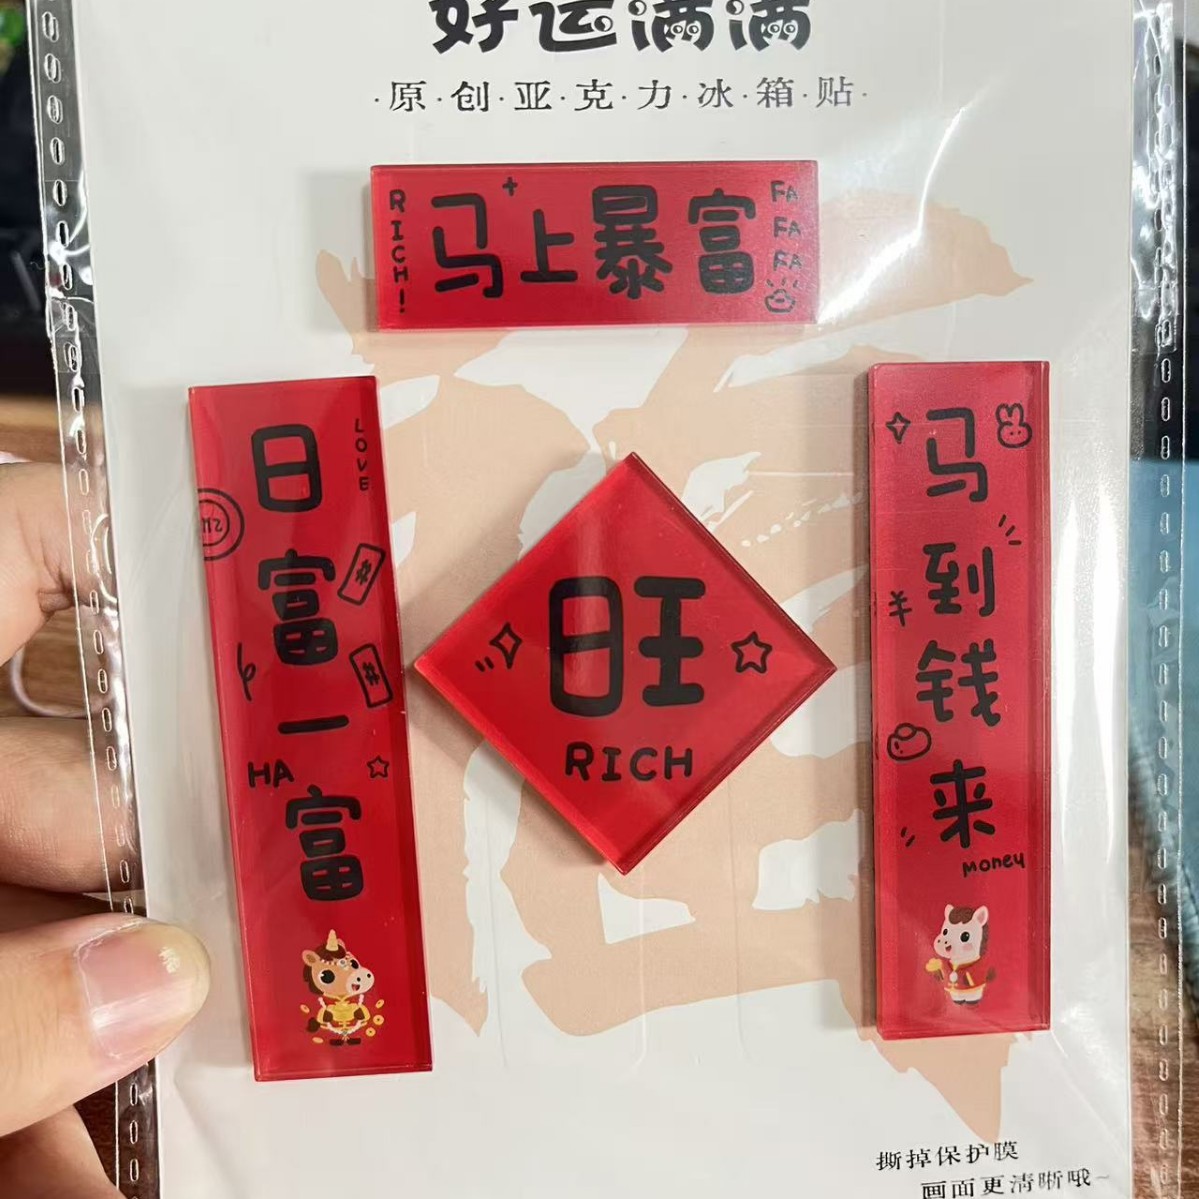 好运满满
·原·创·亚·克·力·冰·箱·贴·
RICH!
马上暴富
FA
FA
FA
日富一富
LOVE
HA
旺
RICH
马到钱来
money
撕掉保护膜
画面更清晰哦~